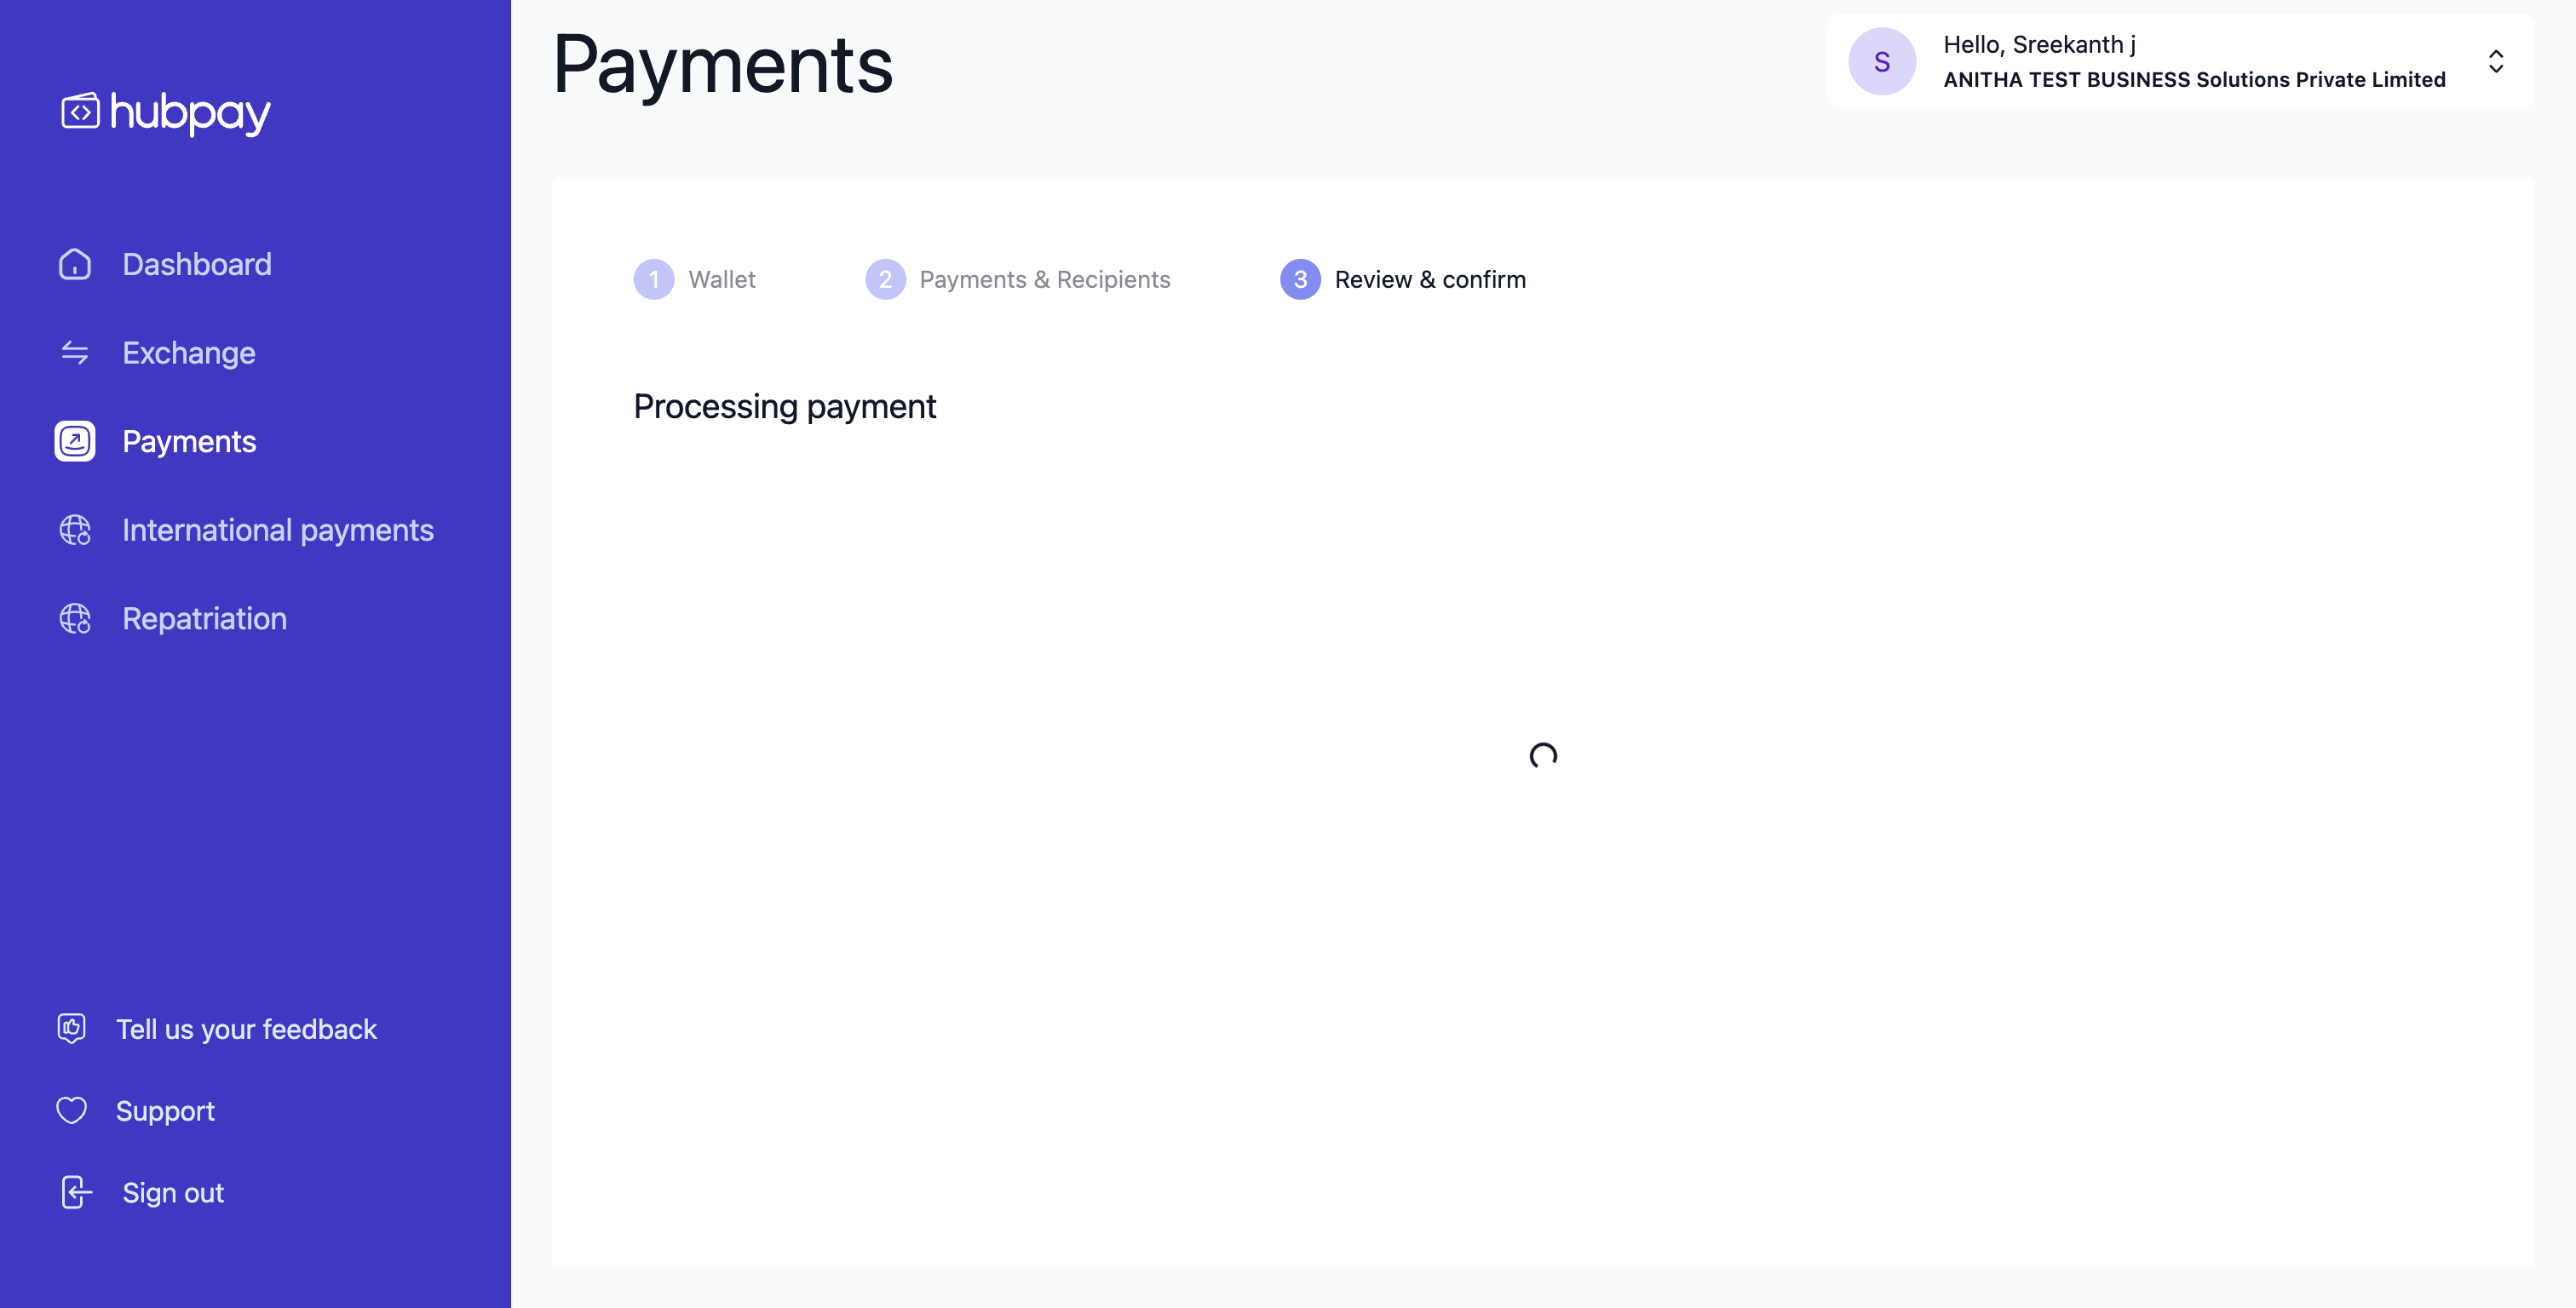 hubpay
Dashboard
Exchange
Payments
International payments
Repatriation
Tell us your feedback
Support
Sign out
Payments
S
Hello, Sreekanth j
ANITHA TEST BUSINESS Solutions Private Limited
1 Wallet
2 Payments & Recipients
3 Review & confirm
Processing payment